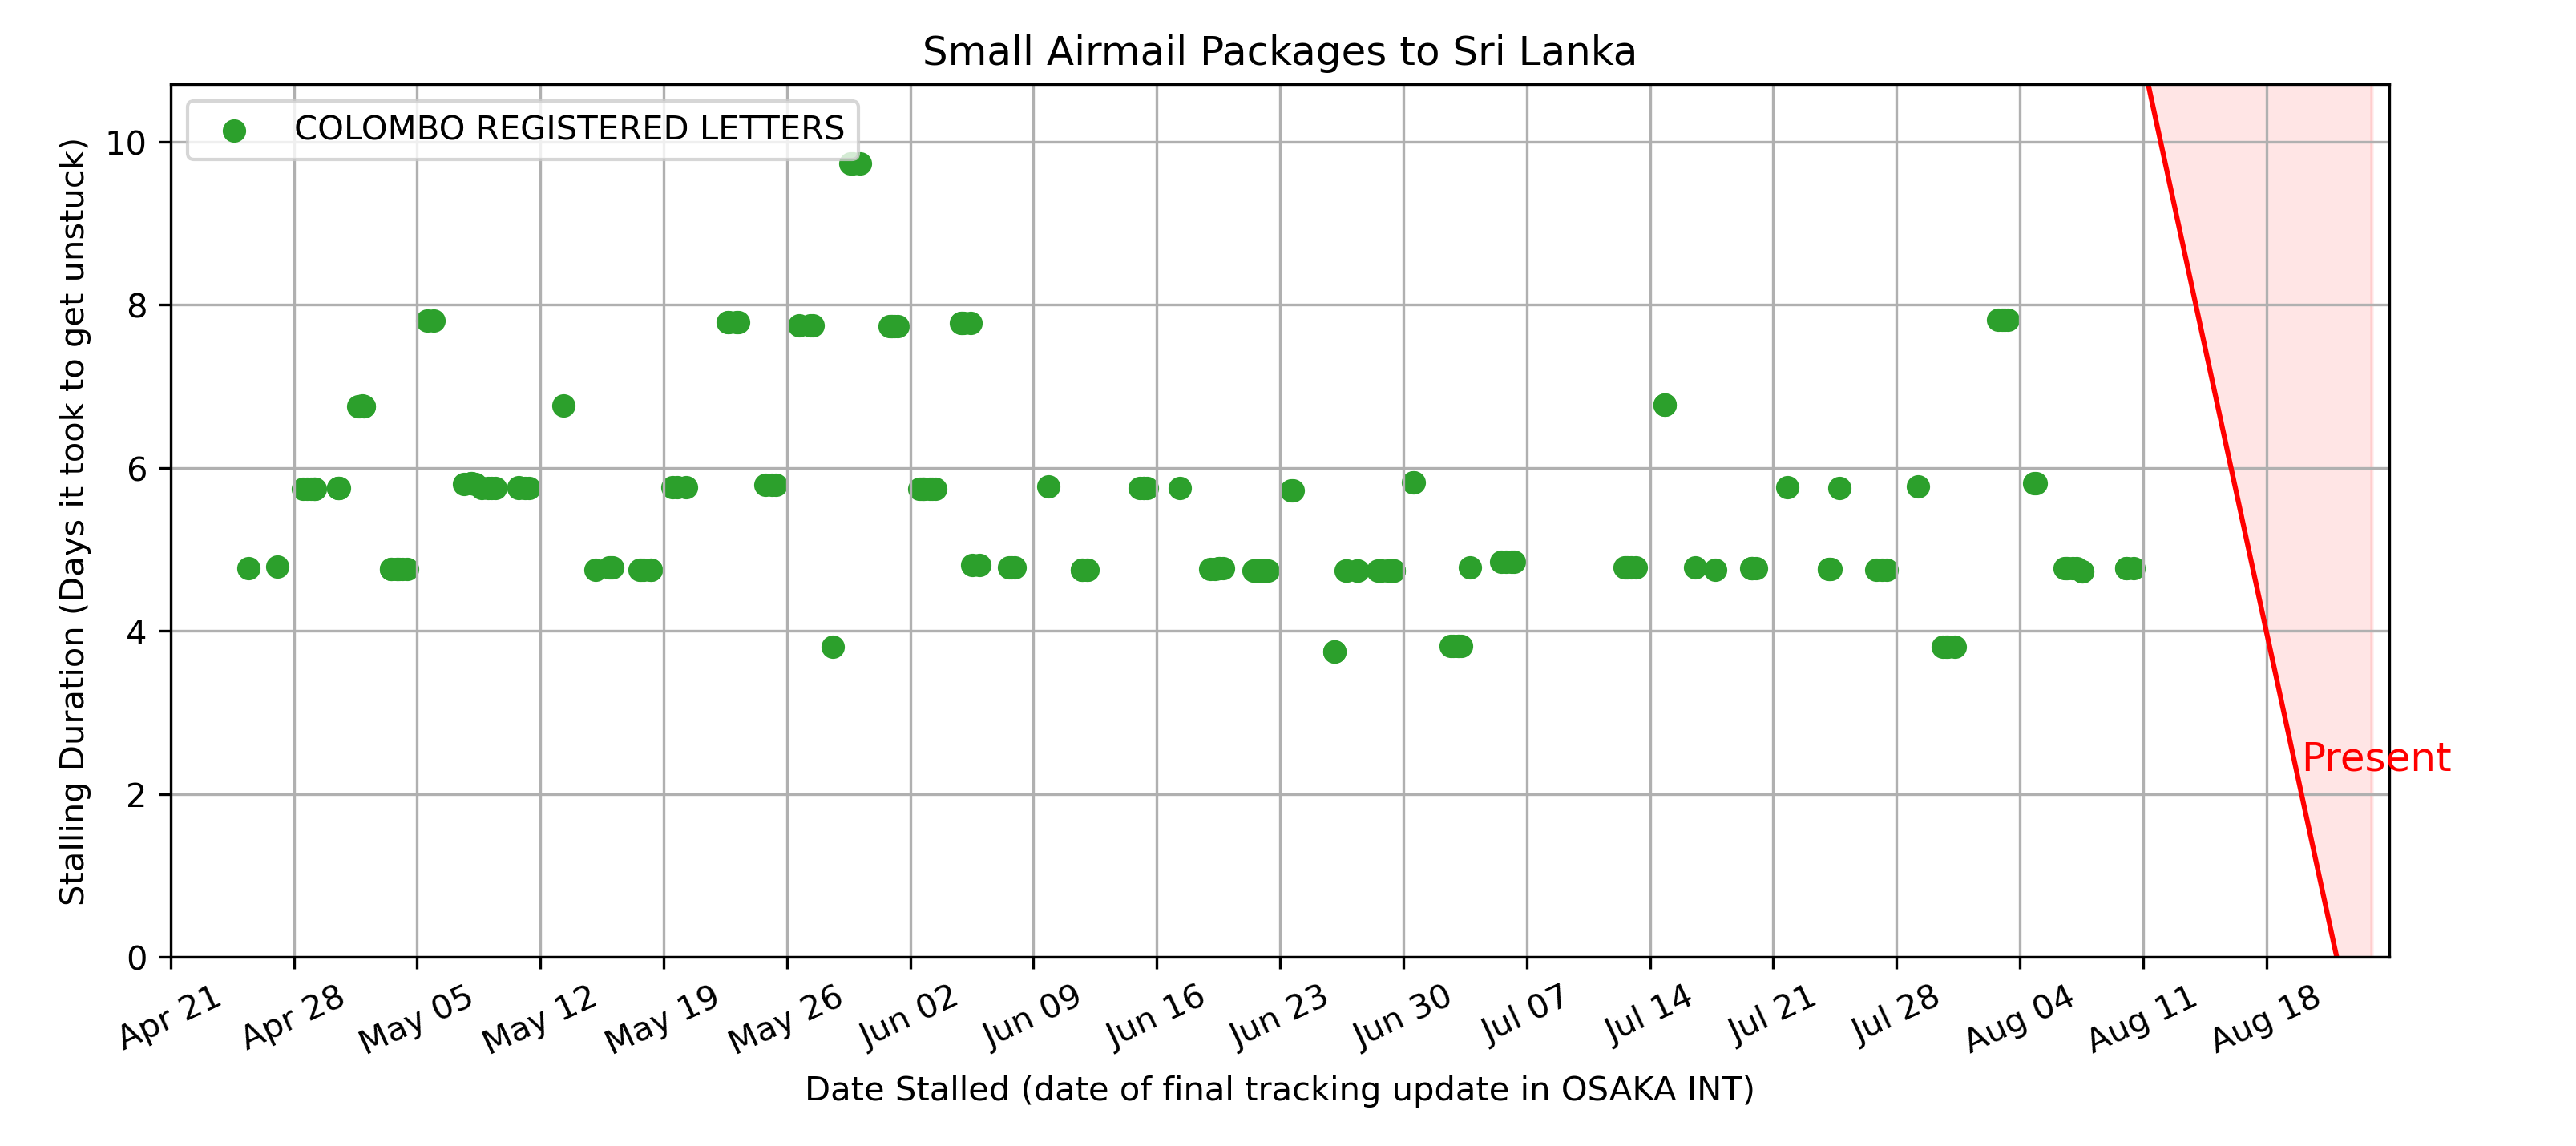 Small Airmail Packages to Sri Lanka
COLOMBO REGISTERED LETTERS
Stalling Duration (Days it took to get unstuck)
10
8
6
4
2
0
Present
Apr 21
Apr 28
May 05
May 12
May 19
May 26
Jun 02
Jun 09
Jun 16
Jun 23
Jun 30
Jul 07
Jul 14
Jul 21
Jul 28
Aug 04
Aug 11
Aug 18
Date Stalled (date of final tracking update in OSAKA INT)